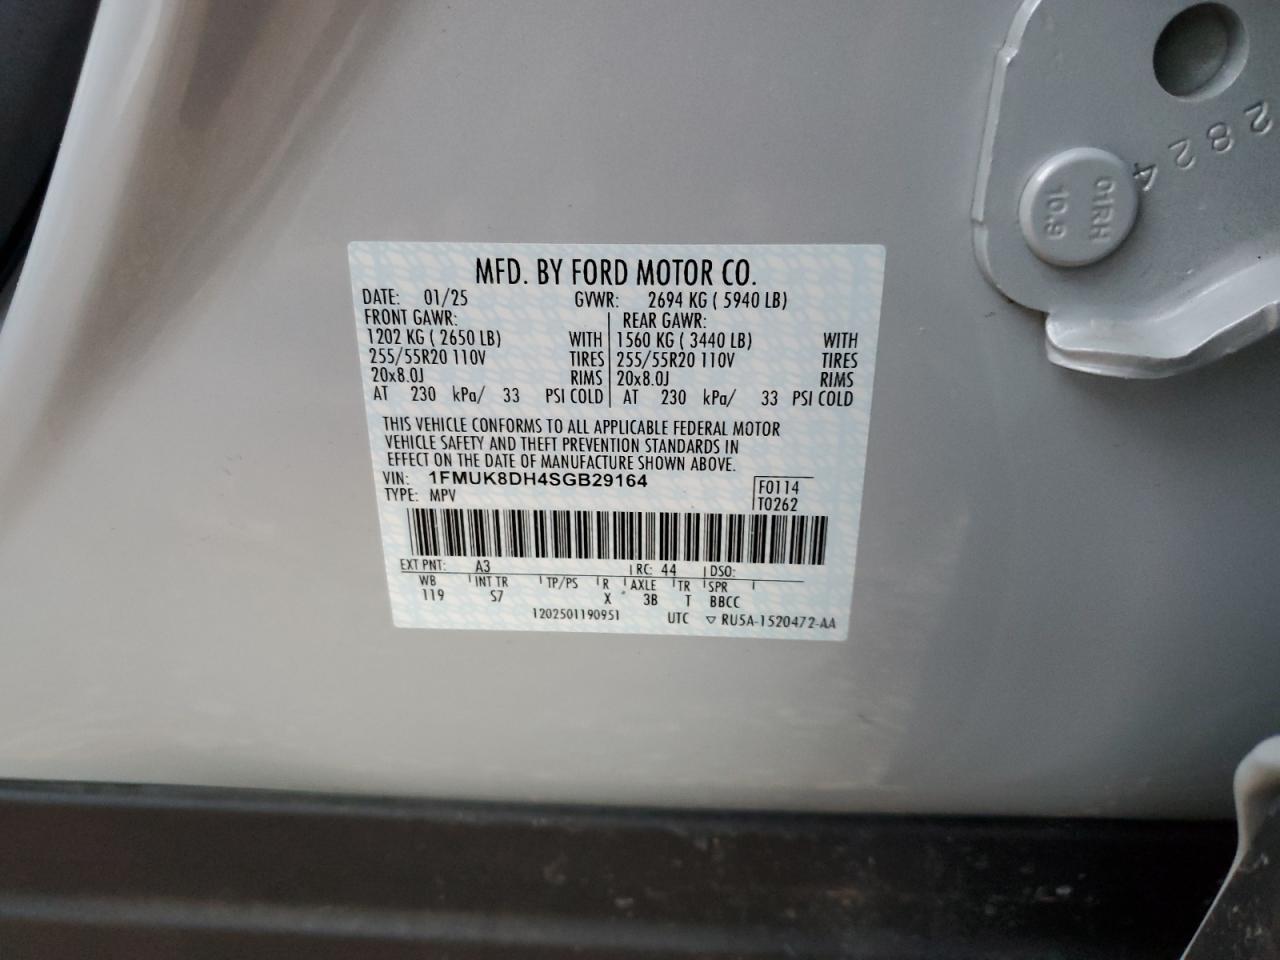 MFD. BY FORD MOTOR CO.
DATE: 01/25 GVWR: 2694 KG ( 5940 LB)
FRONT GAWR: REAR GAWR:
1202 KG ( 2650 LB) WITH 1560 KG ( 3440 LB) WITH
255/55R20 110V TIRES 255/55R20 110V TIRES
20x8.0J RIMS 20x8.0J RIMS
AT 230 kPa/ 33 PSI COLD AT 230 kPa/ 33 PSI COLD
THIS VEHICLE CONFORMS TO ALL APPLICABLE FEDERAL MOTOR
VEHICLE SAFETY AND THEFT PREVENTION STANDARDS IN
EFFECT ON THE DATE OF MANUFACTURE SHOWN ABOVE.
VIN: 1FMUK8DH4SGB29164
TYPE: MPV
F0114
T0262
EXT PNT: A3 RC: 44 DSO:
WB INT TR TP/PS R AXLE TR SPR
119 S7 X 3B T BBCC
1202501190951 UTC ▽ RU5A-1520472-AA
2824
01RH
10.9